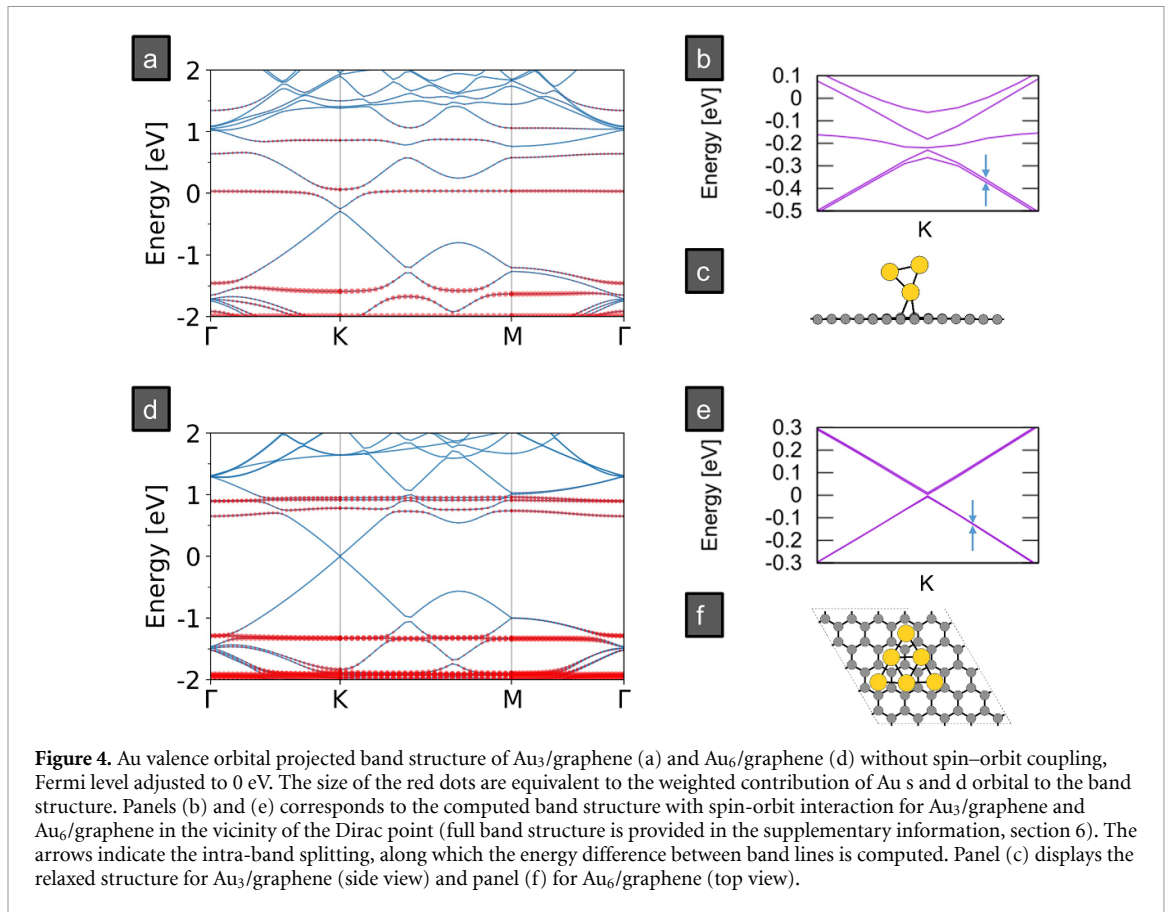 a
2
1
0
-1
-2
Energy [eV]
Γ
K
M
Γ
b
0.1
0
-0.1
-0.2
-0.3
-0.4
-0.5
Energy [eV]
K
c
d
2
1
0
-1
-2
Energy [eV]
Γ
K
M
Γ
e
0.3
0.2
0.1
0
-0.1
-0.2
-0.3
Energy [eV]
K
f
Figure 4. Au valence orbital projected band structure of Au₃/graphene (a) and Au₆/graphene (d) without spin–orbit coupling,
Fermi level adjusted to 0 eV. The size of the red dots are equivalent to the weighted contribution of Au s and d orbital to the band
structure. Panels (b) and (e) corresponds to the computed band structure with spin-orbit interaction for Au₃/graphene and
Au₆/graphene in the vicinity of the Dirac point (full band structure is provided in the supplementary information, section 6). The
arrows indicate the intra-band splitting, along which the energy difference between band lines is computed. Panel (c) displays the
relaxed structure for Au₃/graphene (side view) and panel (f) for Au₆/graphene (top view).